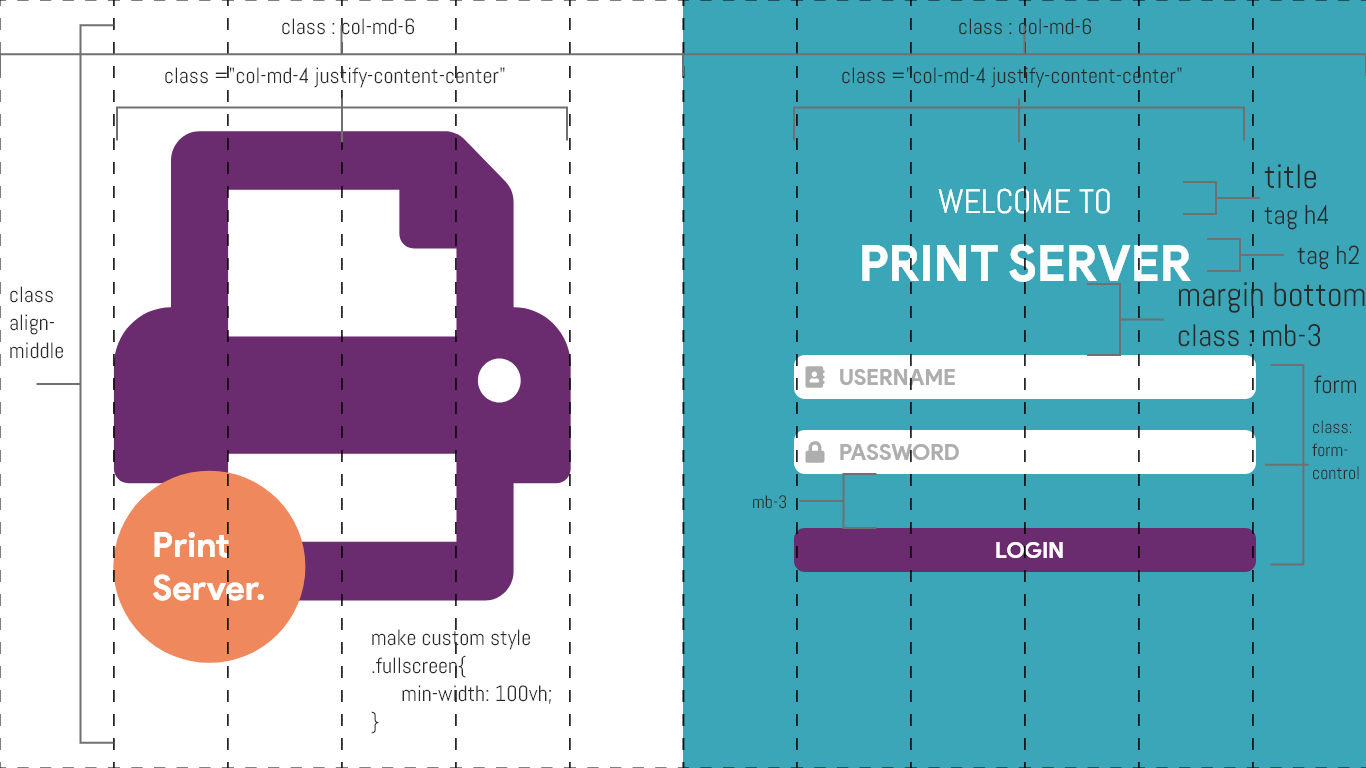 class : col-md-6
class ="col-md-4 justify-content-center"
class
align-
middle
Print
Server.
make custom style
.fullscreen{
min-width: 100vh;
}
class : col-md-6
class ="col-md-4 justify-content-center"
WELCOME TO
title
tag h4
PRINT SERVER
tag h2
margin bottom
class : mb-3
USERNAME
form
class:
form-
control
PASSWORD
mb-3
LOGIN